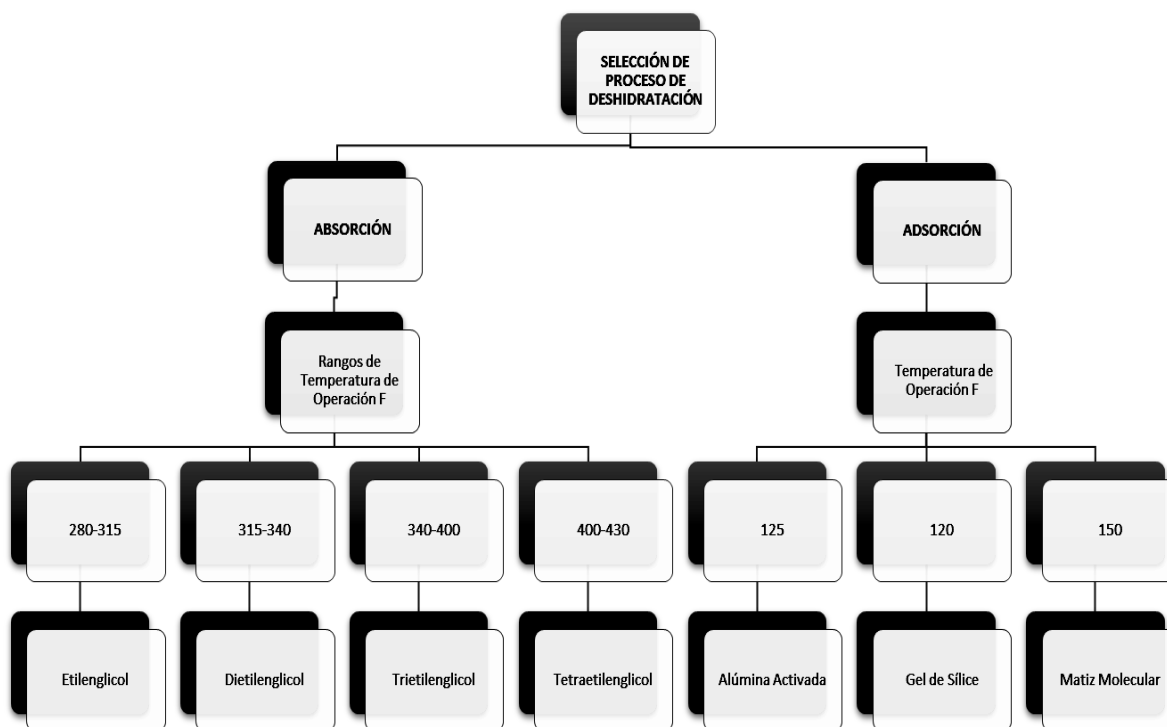 SELECCIÓN DE
PROCESO DE
DESHIDRATACIÓN
ABSORCIÓN
ADSORCIÓN
Rangos de
Temperatura de
Operación F
Temperatura de
Operación F
280-315
315-340
340-400
400-430
125
120
150
Etilenglicol
Dietilenglicol
Trietilenglicol
Tetraetilenglicol
Alúmina Activada
Gel de Sílice
Matiz Molecular